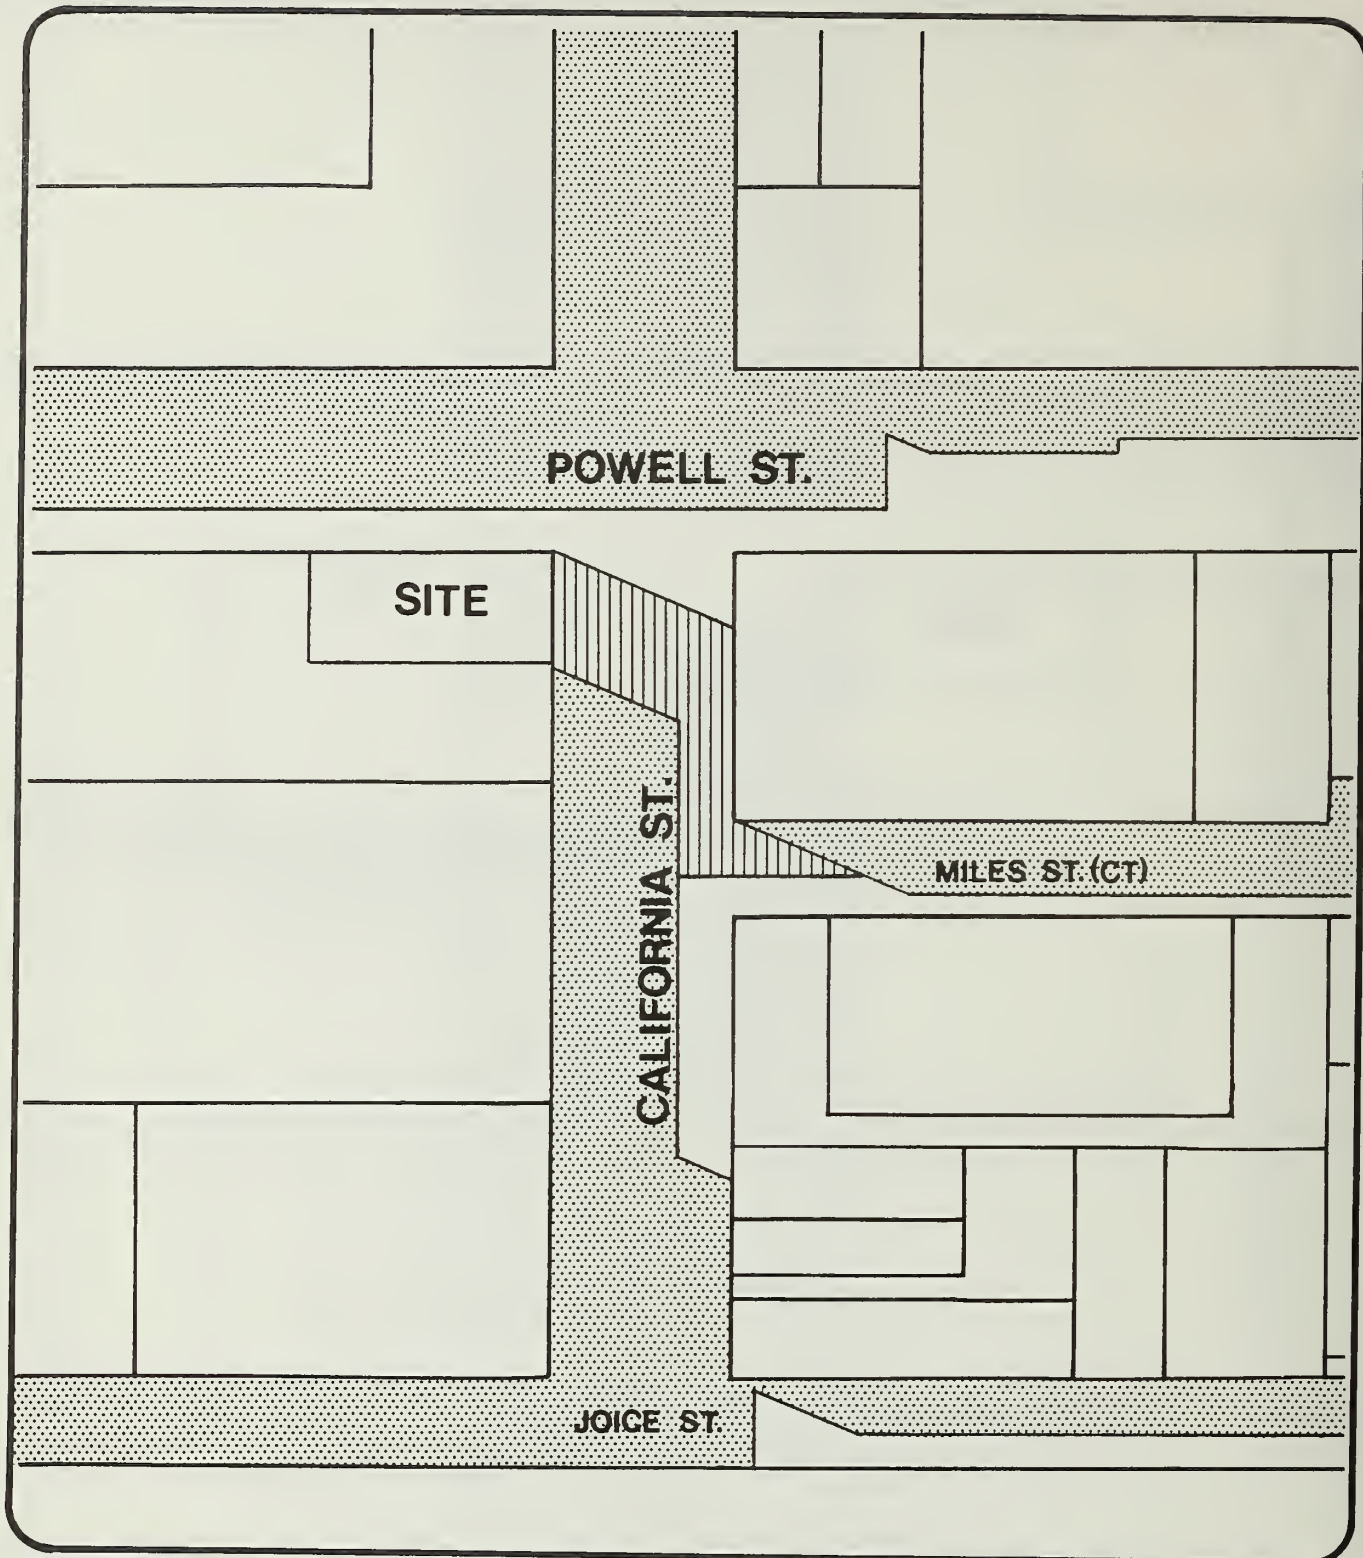 POWELL ST.
SITE
CALIFORNIA ST.
MILES ST. (CT)
JOICE ST.